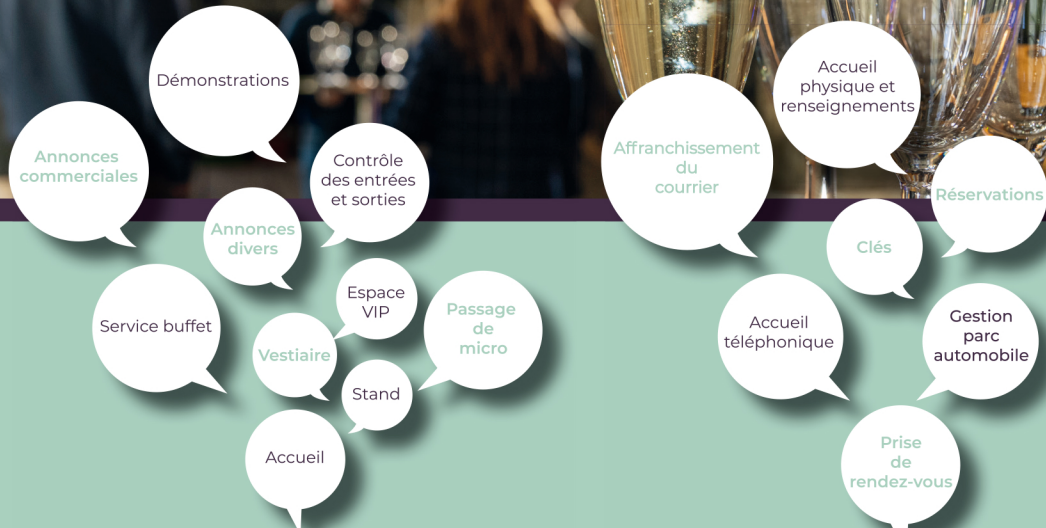 Démonstrations
Annonces
commerciales
Contrôle
des entrées
et sorties
Annonces
divers
Service buffet
Espace
VIP
Passage
de
micro
Vestiaire
Stand
Accueil
Accueil
physique et
renseignements
Affranchissement
du
courrier
Réservations
Clés
Accueil
téléphonique
Gestion
parc
automobile
Prise
de
rendez-vous